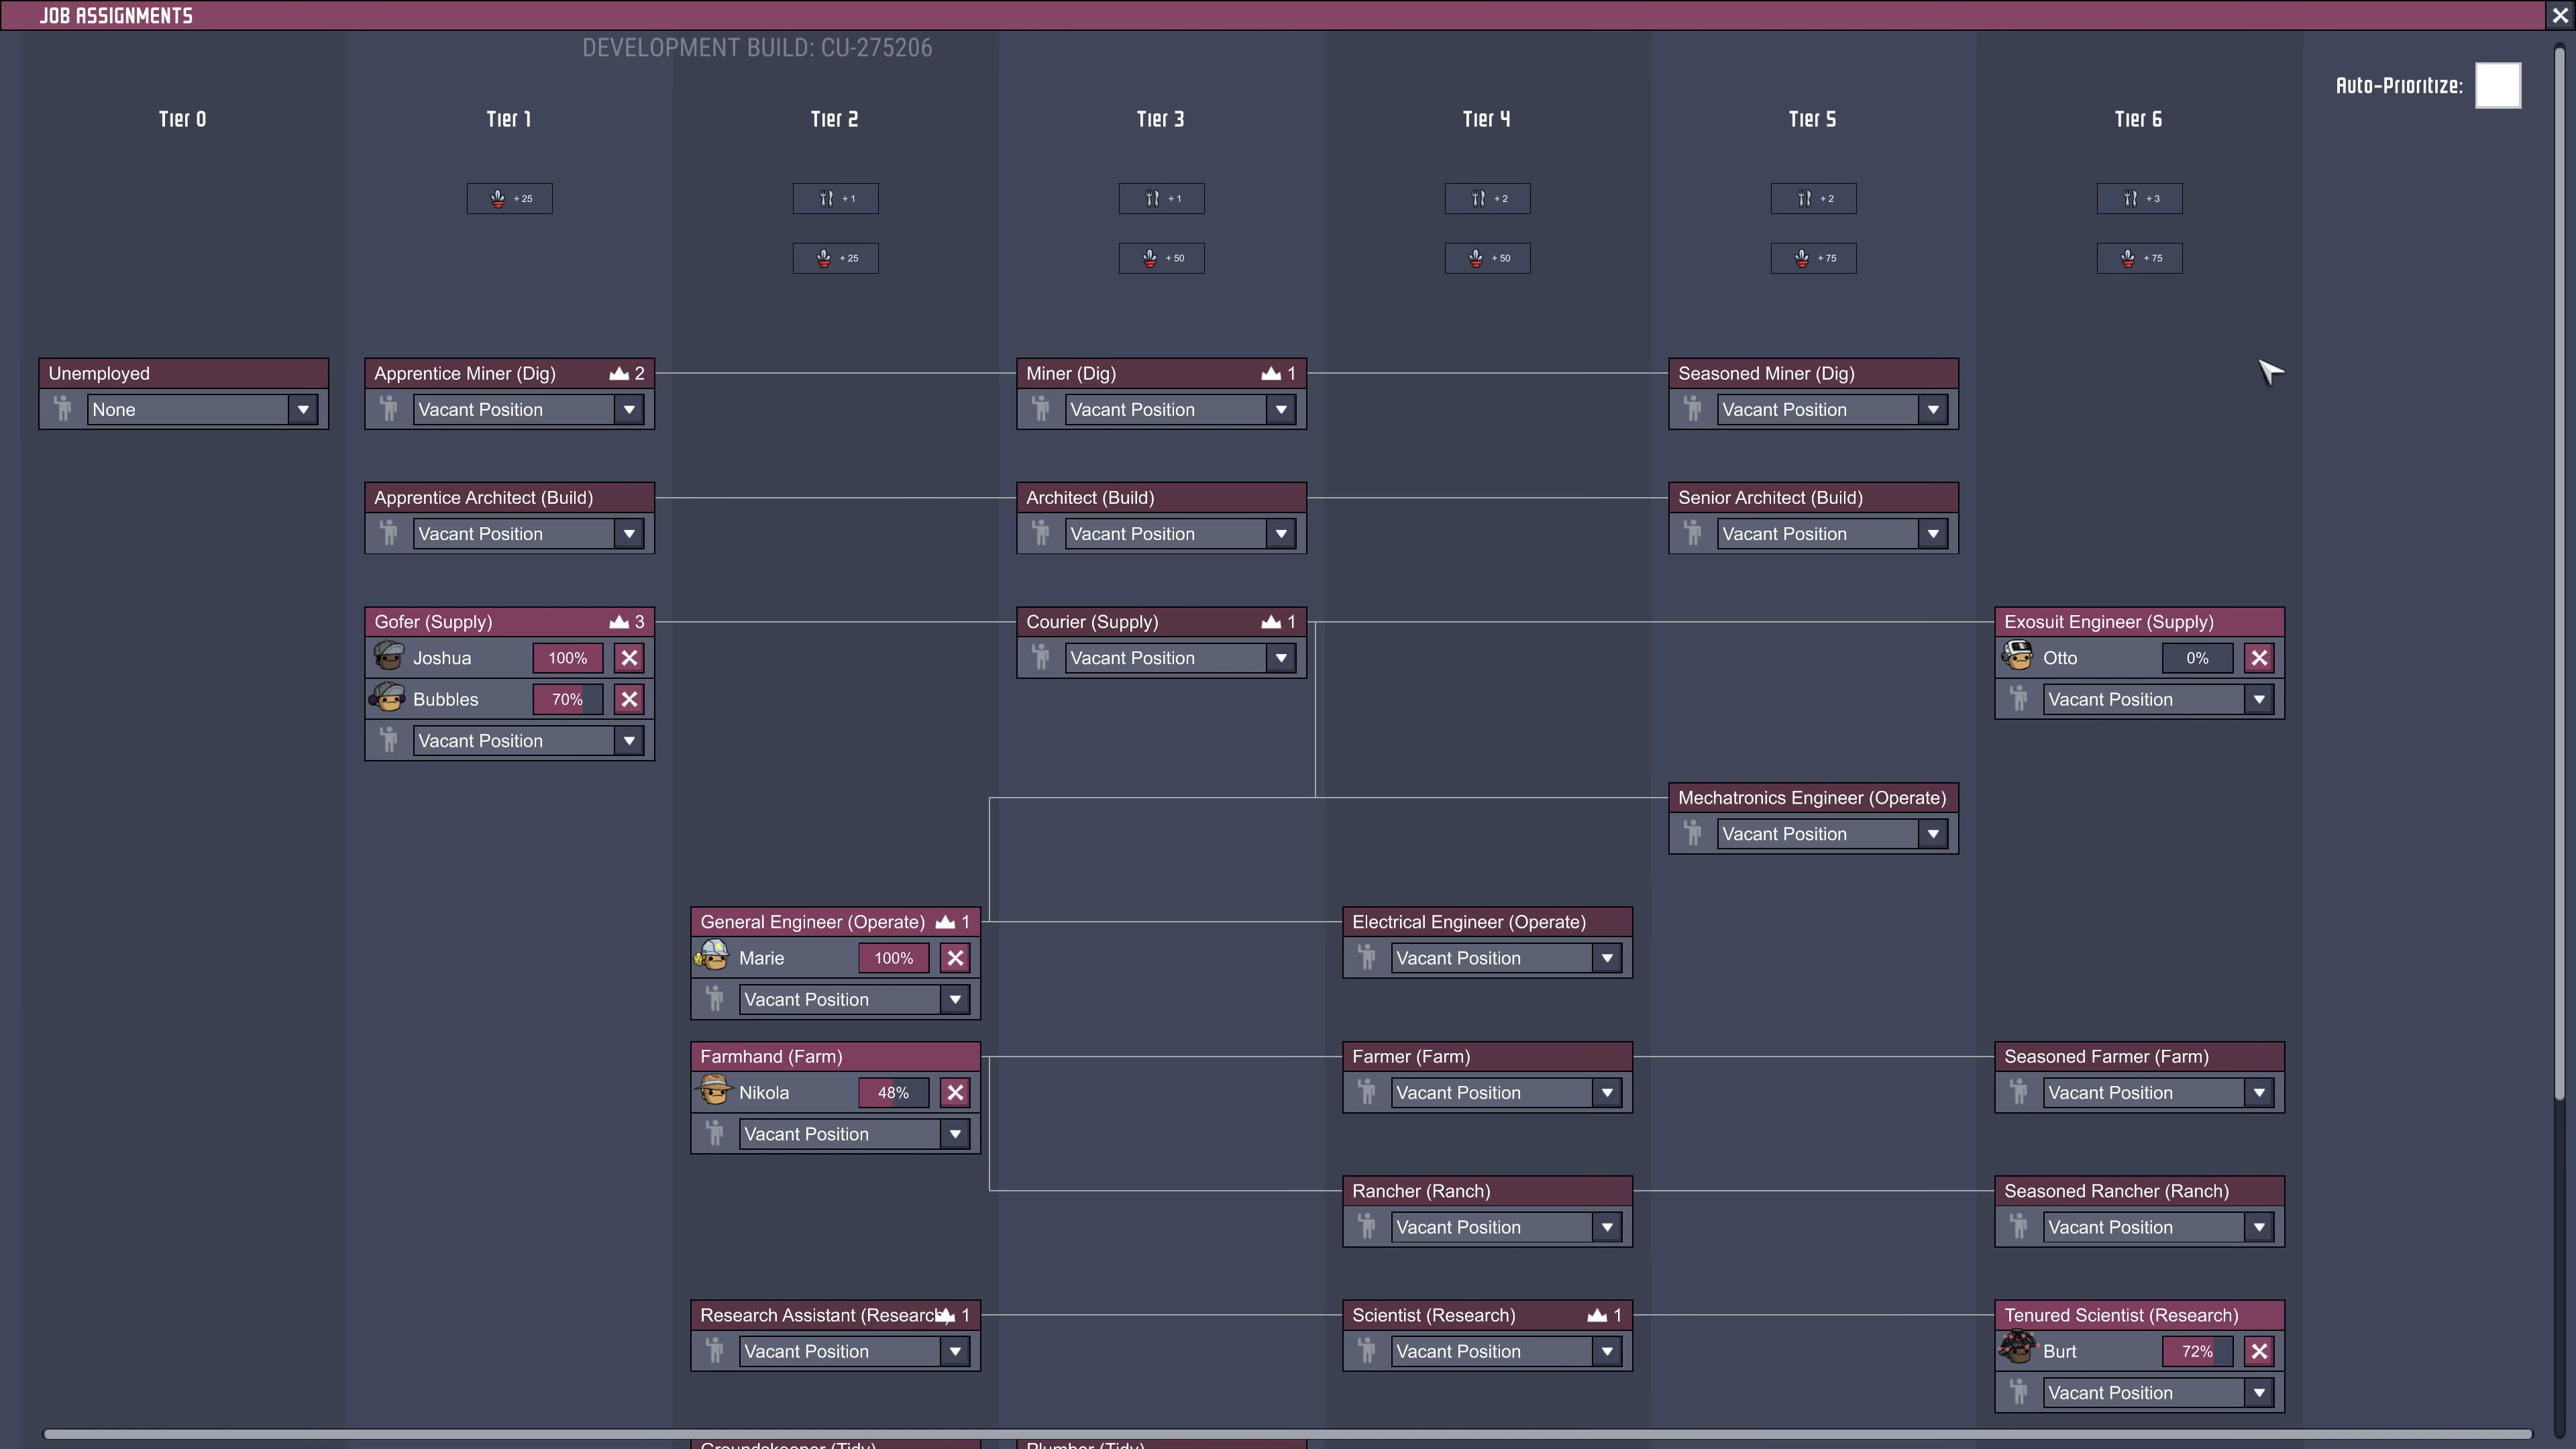 JOB ASSIGNMENTS
DEVELOPMENT BUILD: CU-275206
Auto-Prioritize:
Tier 0 Tier 1 Tier 2 Tier 3 Tier 4 Tier 5 Tier 6
+ 25 + 1 + 1 + 2 + 2 + 3
+ 25 + 50 + 50 + 75 + 75
Unemployed Apprentice Miner (Dig) 2 Miner (Dig) 1 Seasoned Miner (Dig)
None Vacant Position Vacant Position Vacant Position
Apprentice Architect (Build) Architect (Build) Senior Architect (Build)
Vacant Position Vacant Position Vacant Position
Gofer (Supply) 3 Courier (Supply) 1 Exosuit Engineer (Supply)
Joshua 100% Vacant Position Otto 0%
Bubbles 70% Vacant Position
Vacant Position
Mechatronics Engineer (Operate)
Vacant Position
General Engineer (Operate) 1 Electrical Engineer (Operate)
Marie 100% Vacant Position
Vacant Position
Farmhand (Farm) Farmer (Farm) Seasoned Farmer (Farm)
Nikola 48% Vacant Position Vacant Position
Vacant Position
Rancher (Ranch) Seasoned Rancher (Ranch)
Vacant Position Vacant Position
Research Assistant (Research) 1 Scientist (Research) 1 Tenured Scientist (Research)
Vacant Position Vacant Position Burt 72%
Vacant Position
Groundskeeper (Tidy) Plumber (Tidy)